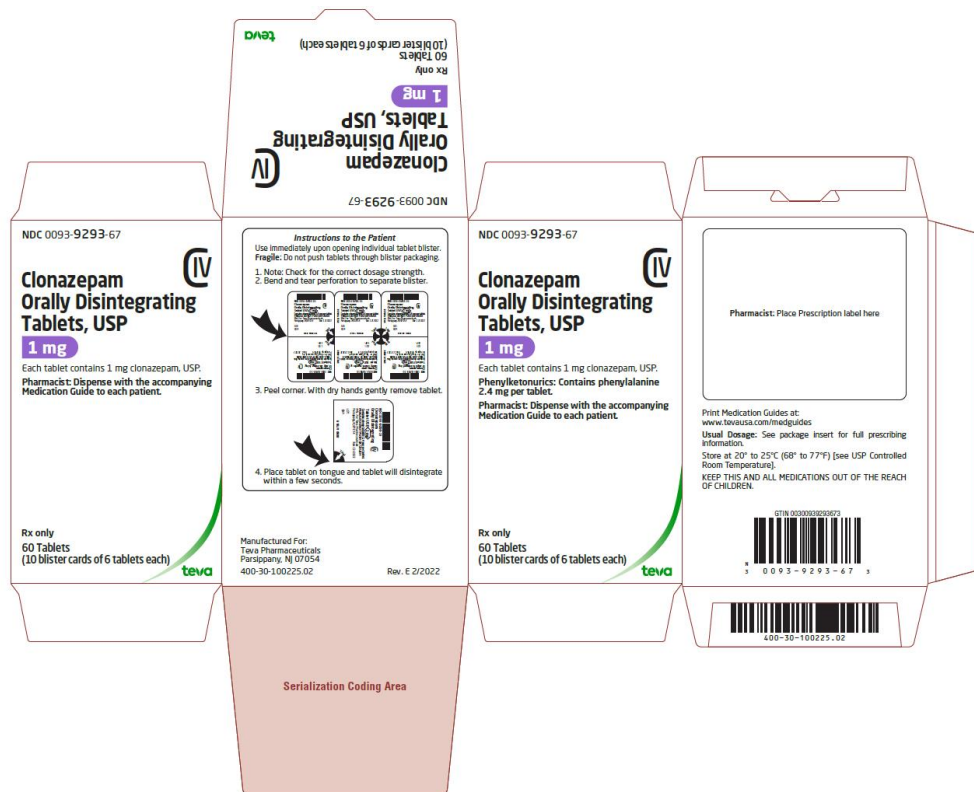 teva
(10 blister cards of 6 tablets each)
60 Tablets
Rx only
1 mg
Tablets, USP
Orally Disintegrating
Clonazepam
CIV
NDC 0093-9293-67
NDC 0093-9293-67
CIV
Clonazepam
Orally Disintegrating
Tablets, USP
1 mg
Each tablet contains 1 mg clonazepam, USP.
Pharmacist: Dispense with the accompanying
Medication Guide to each patient.
Rx only
60 Tablets
(10 blister cards of 6 tablets each)
teva
Instructions to the Patient
Use immediately upon opening individual tablet blister.
Fragile: Do not push tablets through blister packaging.
1. Note: Check for the correct dosage strength.
2. Bend and tear perforation to separate blister.
3. Peel corner. With dry hands gently remove tablet.
4. Place tablet on tongue and tablet will disintegrate
within a few seconds.
Manufactured For:
Teva Pharmaceuticals
Parsippany, NJ 07054
400-30-100225.02 Rev. E 2/2022
Serialization Coding Area
NDC 0093-9293-67
CIV
Clonazepam
Orally Disintegrating
Tablets, USP
1 mg
Each tablet contains 1 mg clonazepam, USP.
Phenylketonurics: Contains phenylalanine
2.4 mg per tablet.
Pharmacist: Dispense with the accompanying
Medication Guide to each patient.
Rx only
60 Tablets
(10 blister cards of 6 tablets each)
teva
Pharmacist: Place Prescription label here
Print Medication Guides at:
www.tevausa.com/medguides
Usual Dosage: See package insert for full prescribing
information.
Store at 20° to 25°C (68° to 77°F) [see USP Controlled
Room Temperature].
KEEP THIS AND ALL MEDICATIONS OUT OF THE REACH
OF CHILDREN.
GTIN 00300939293673
N
3 0093-9293-67 3
400-30-100225.02